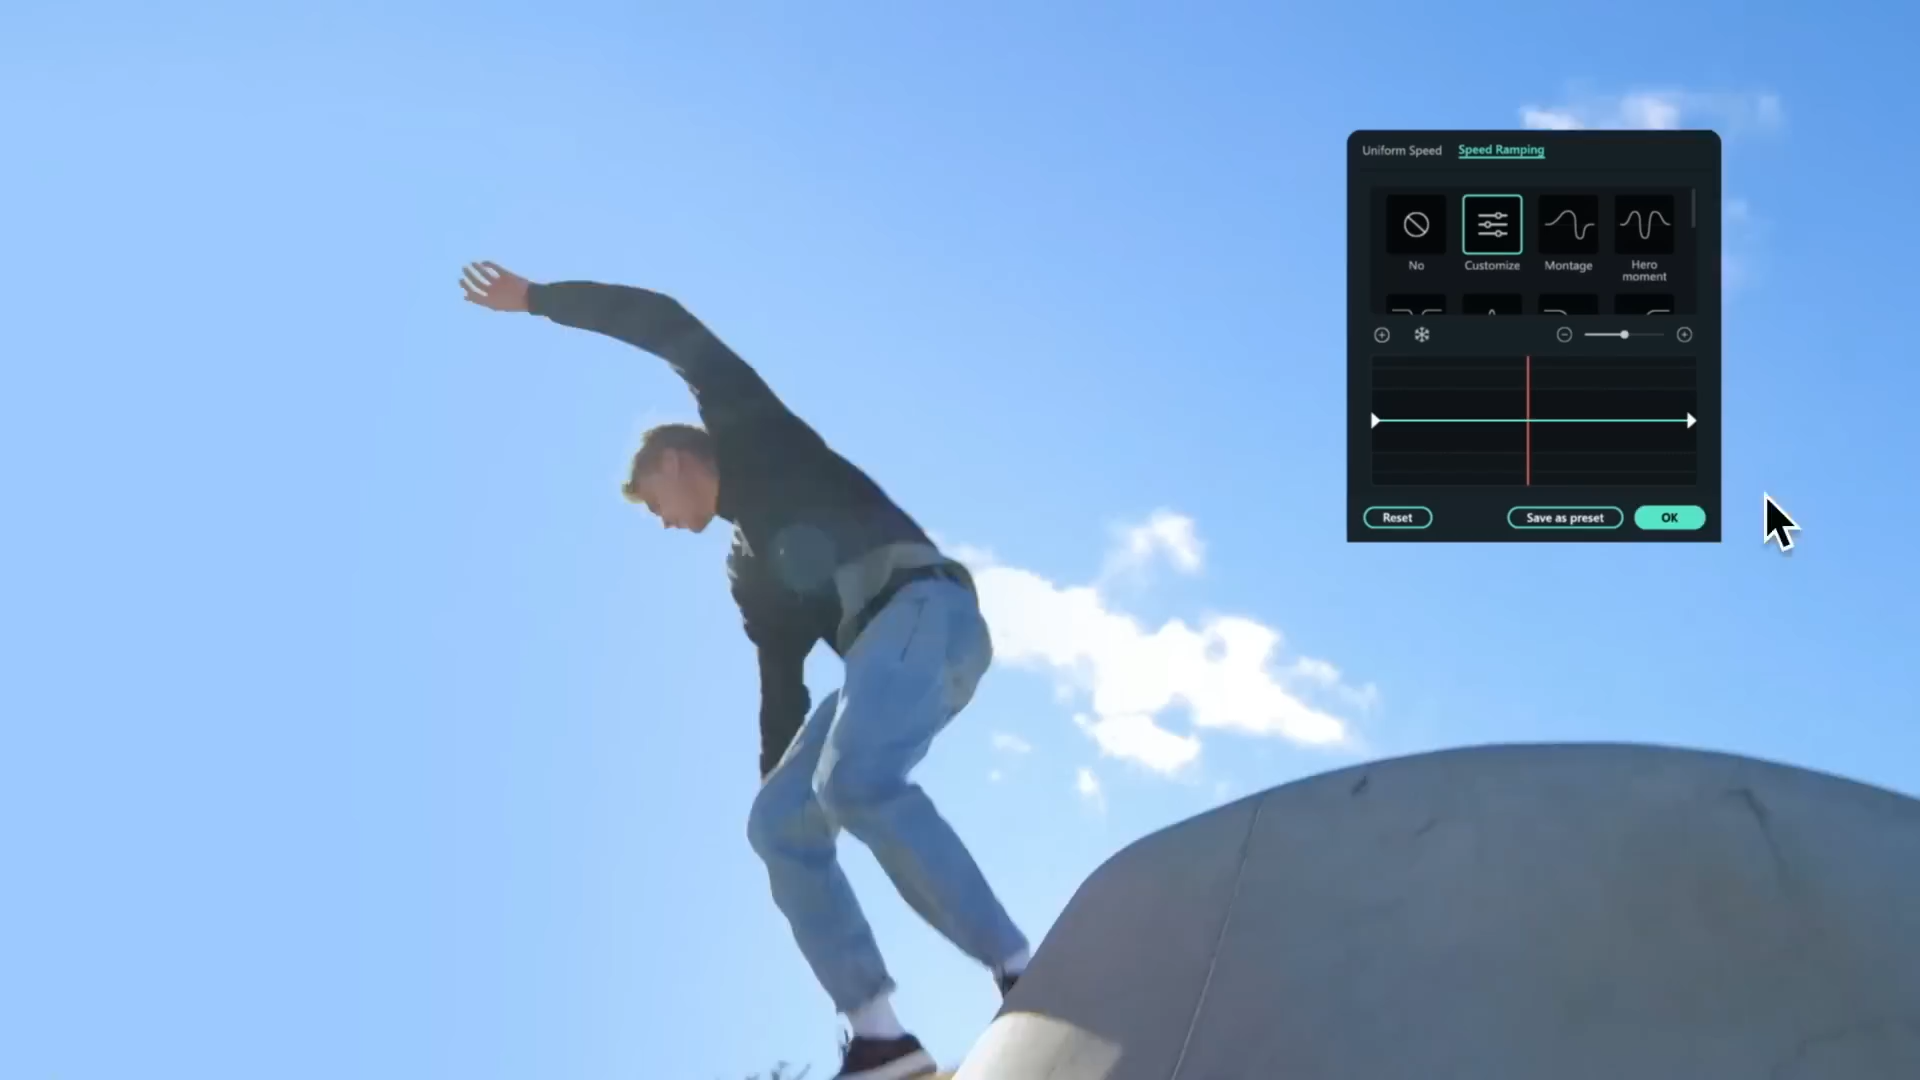 Uniform Speed Speed Ramping
No Customize Montage Hero
moment
Reset Save as preset OK